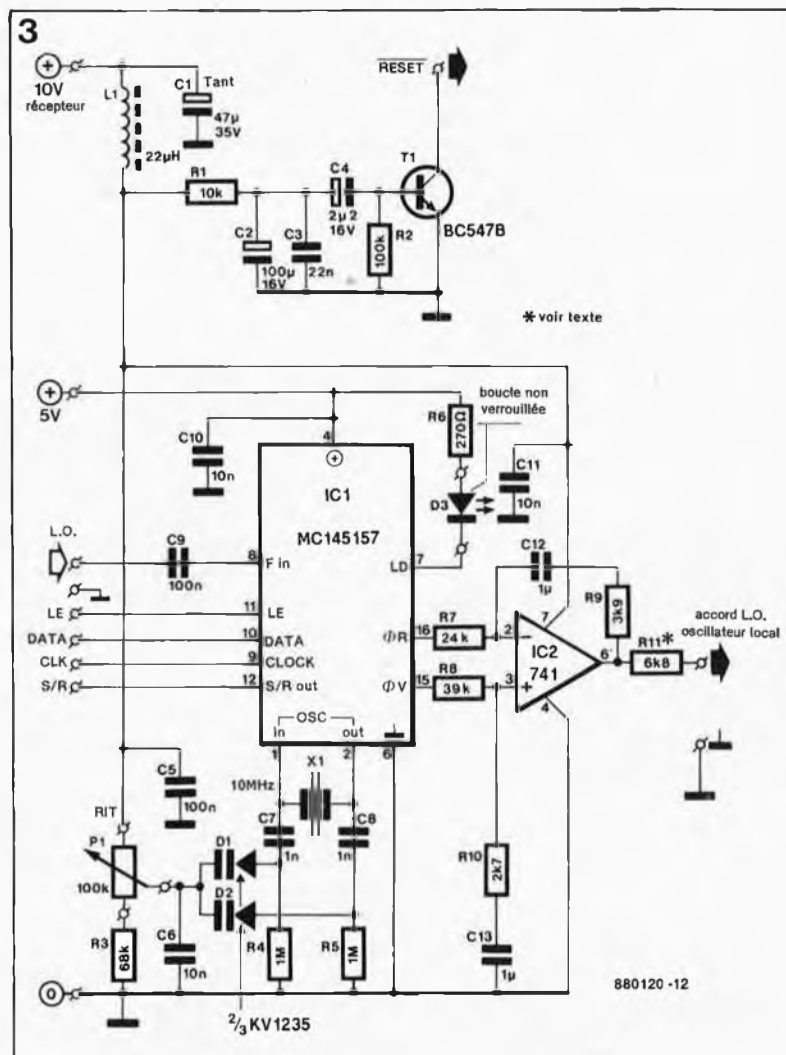 3
10V
récepteur
C1
Tant
47µ
35V
L1
22µH
RESET
R1
10k
C4
2µ2
16V
T1
BC547B
C2
100µ
16V
C3
22n
R2
100k
* voir texte
5V
boucle non
verrouillée
R6
270Ω
C10
10n
4
IC1
MC145157
D3
C11
10n
L.O.
C9
100n
8
F in
LD
7
C12
1µ
R9
3k9
LE
11
LE
DATA
10
DATA
CLK
9
CLOCK
S/R
12
S/R out
ΦR
16
R7
24k
ΦV
15
R8
39k
2
3
7
IC2
741
6
4
R11*
6k8
accord L.O.
oscillateur local
OSC
in
out
1
2
6
X1
10MHz
C5
100n
RIT
P1
100k
C7
1n
C8
1n
D1
D2
R10
2k7
C6
10n
R3
68k
R4
1M
R5
1M
C13
1µ
0
2/3 KV1235
880120 - 12